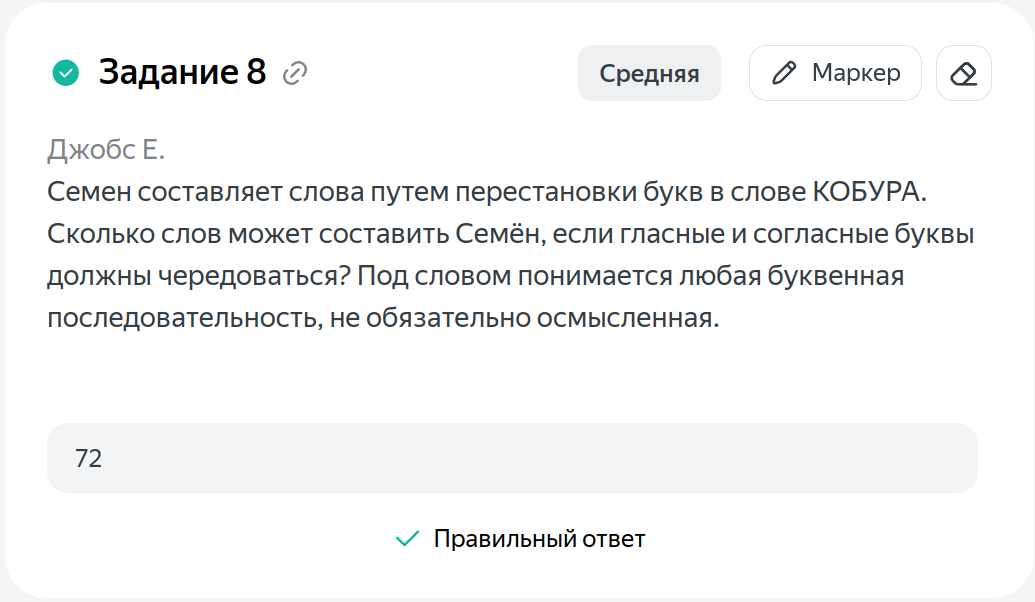 Задание 8
Средняя
Маркер
Джобс Е.
Семен составляет слова путем перестановки букв в слове КОБУРА.
Сколько слов может составить Семён, если гласные и согласные буквы
должны чередоваться? Под словом понимается любая буквенная
последовательность, не обязательно осмысленная.
72
Правильный ответ